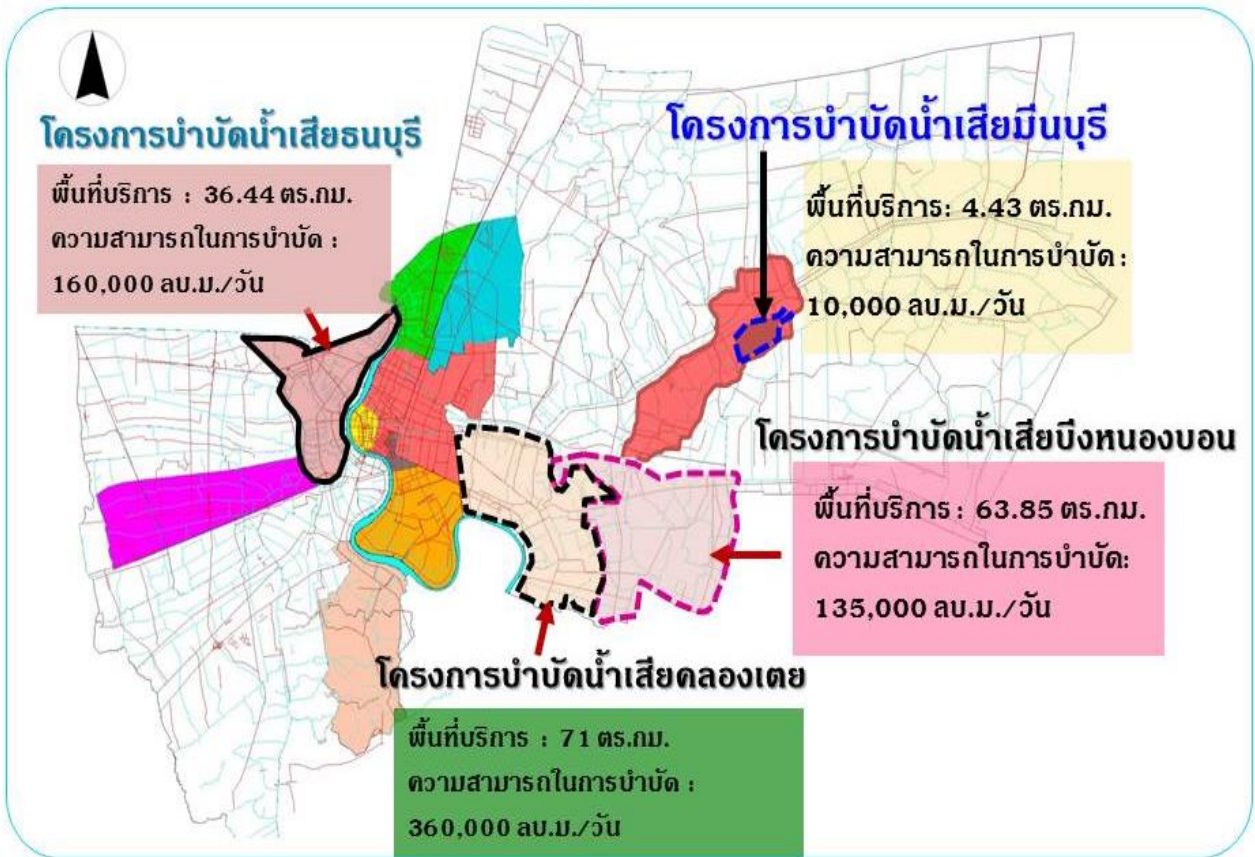 โครงการบำบัดน้ำเสียธนบุรี
พื้นที่บริการ : 36.44 ตร.กม.
ความสามารถในการบำบัด :
160,000 ลบ.ม./วัน
โครงการบำบัดน้ำเสียมีนบุรี
พื้นที่บริการ: 4.43 ตร.กม.
ความสามารถในการบำบัด :
10,000 ลบ.ม./วัน
โครงการบำบัดน้ำเสียบึงหนองบอน
พื้นที่บริการ : 63.85 ตร.กม.
ความสามารถในการบำบัด:
135,000 ลบ.ม./วัน
โครงการบำบัดน้ำเสียคลองเตย
พื้นที่บริการ : 71 ตร.กม.
ความสามารถในการบำบัด :
360,000 ลบ.ม./วัน